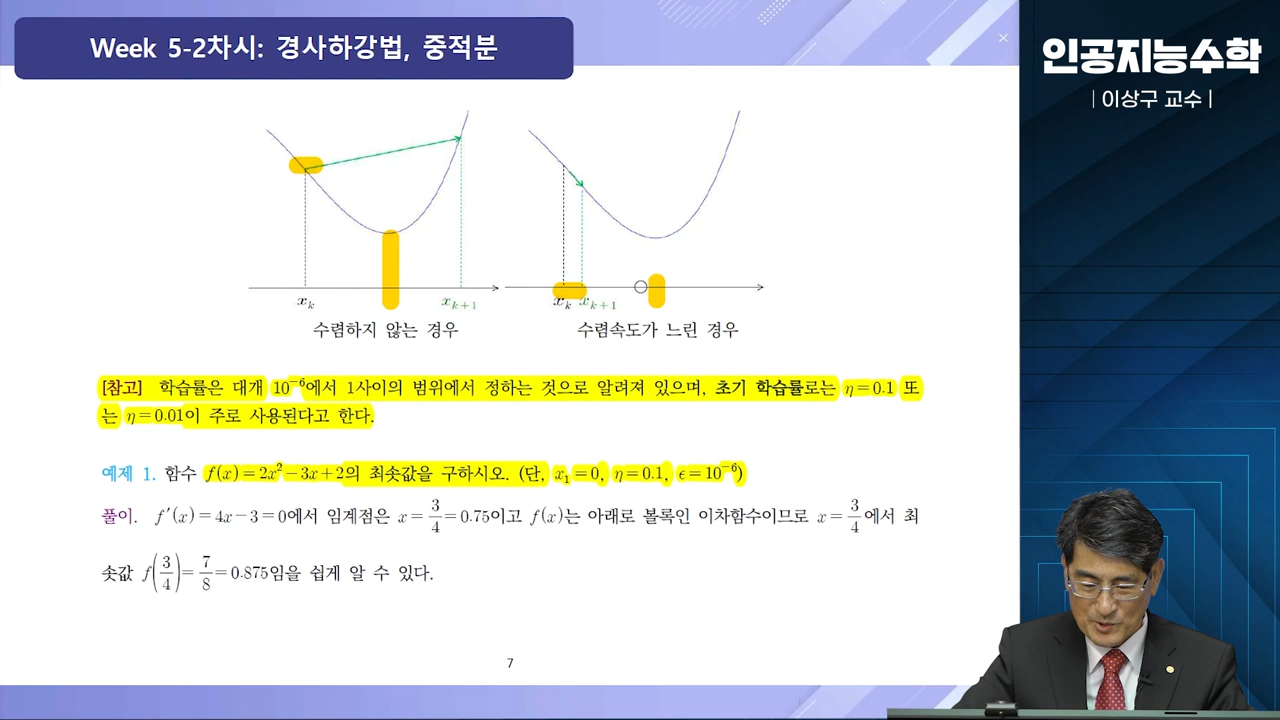 Week 5-2차시: 경사하강법, 중적분
인공지능수학
| 이상구 교수 |
x_k x_{k+1} x_k x_{k+1}
수렴하지 않는 경우 수렴속도가 느린 경우
[참고] 학습률은 대개 10^{-6}에서 1사이의 범위에서 정하는 것으로 알려져 있으며, 초기 학습률로는 η=0.1 또
는 η=0.01이 주로 사용된다고 한다.
예제 1. 함수 f(x)=2x^2-3x+2의 최솟값을 구하시오. (단, x_1=0, η=0.1, ϵ=10^{-6})
풀이. f'(x)=4x-3=0에서 임계점은 x=3/4=0.75이고 f(x)는 아래로 볼록인 이차함수이므로 x=3/4에서 최
솟값 f(3/4)=7/8=0.875임을 쉽게 알 수 있다.
7